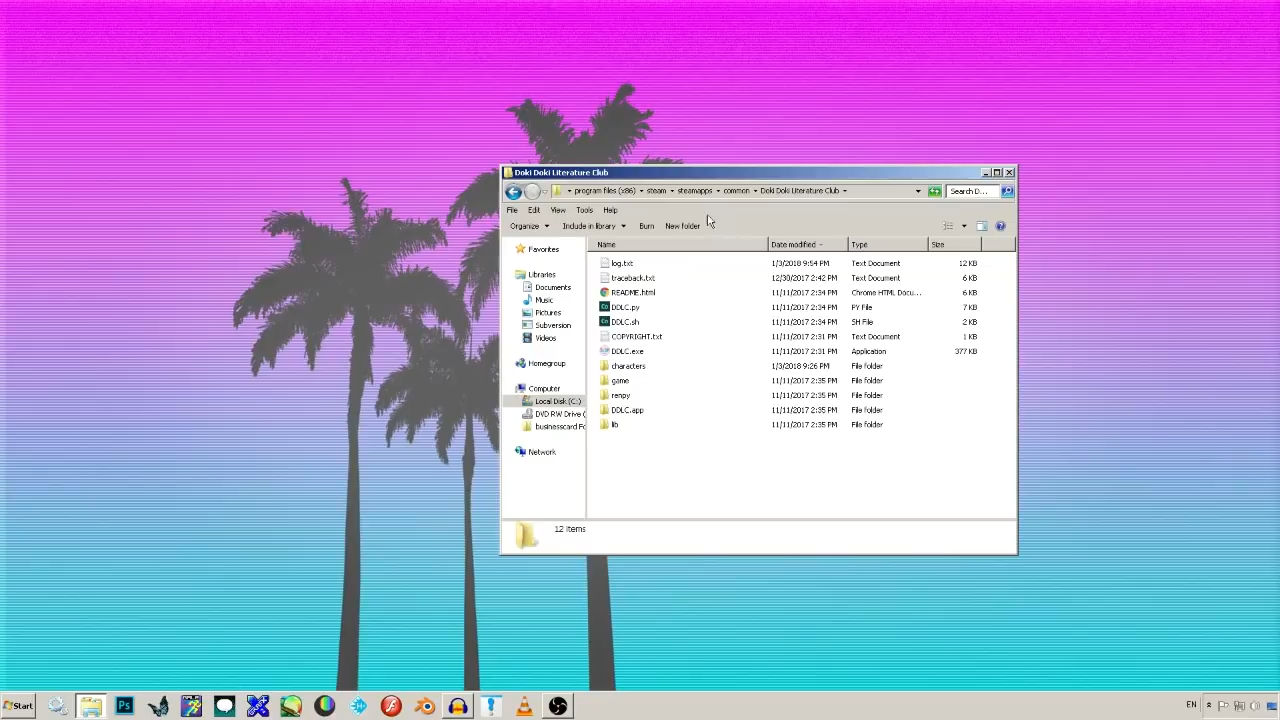 Doki Doki Literature Club
program files (x86) steam steamapps common Doki Doki Literature Club Search D...
File Edit View Tools Help
Organize Include in library Burn New folder
Name Date modified Type Size
Favorites
Libraries
Documents
Music
Pictures
Subversion
Videos
Homegroup
Computer
Local Disk (C:)
DVD RW Drive (
businesscard Fo
Network
log.txt 1/3/2018 9:54 PM Text Document 12 KB
traceback.txt 12/30/2017 2:42 PM Text Document 6 KB
README.html 11/11/2017 2:34 PM Chrome HTML Docu... 6 KB
DDLC.py 11/11/2017 2:34 PM PY File 7 KB
DDLC.sh 11/11/2017 2:34 PM SH File 2 KB
COPYRIGHT.txt 11/11/2017 2:31 PM Text Document 1 KB
DDLC.exe 11/11/2017 2:31 PM Application 377 KB
characters 1/3/2018 9:26 PM File folder
game 11/11/2017 2:35 PM File folder
renpy 11/11/2017 2:35 PM File folder
DDLC.app 11/11/2017 2:35 PM File folder
lib 11/11/2017 2:35 PM File folder
12 items
Start Ps EN